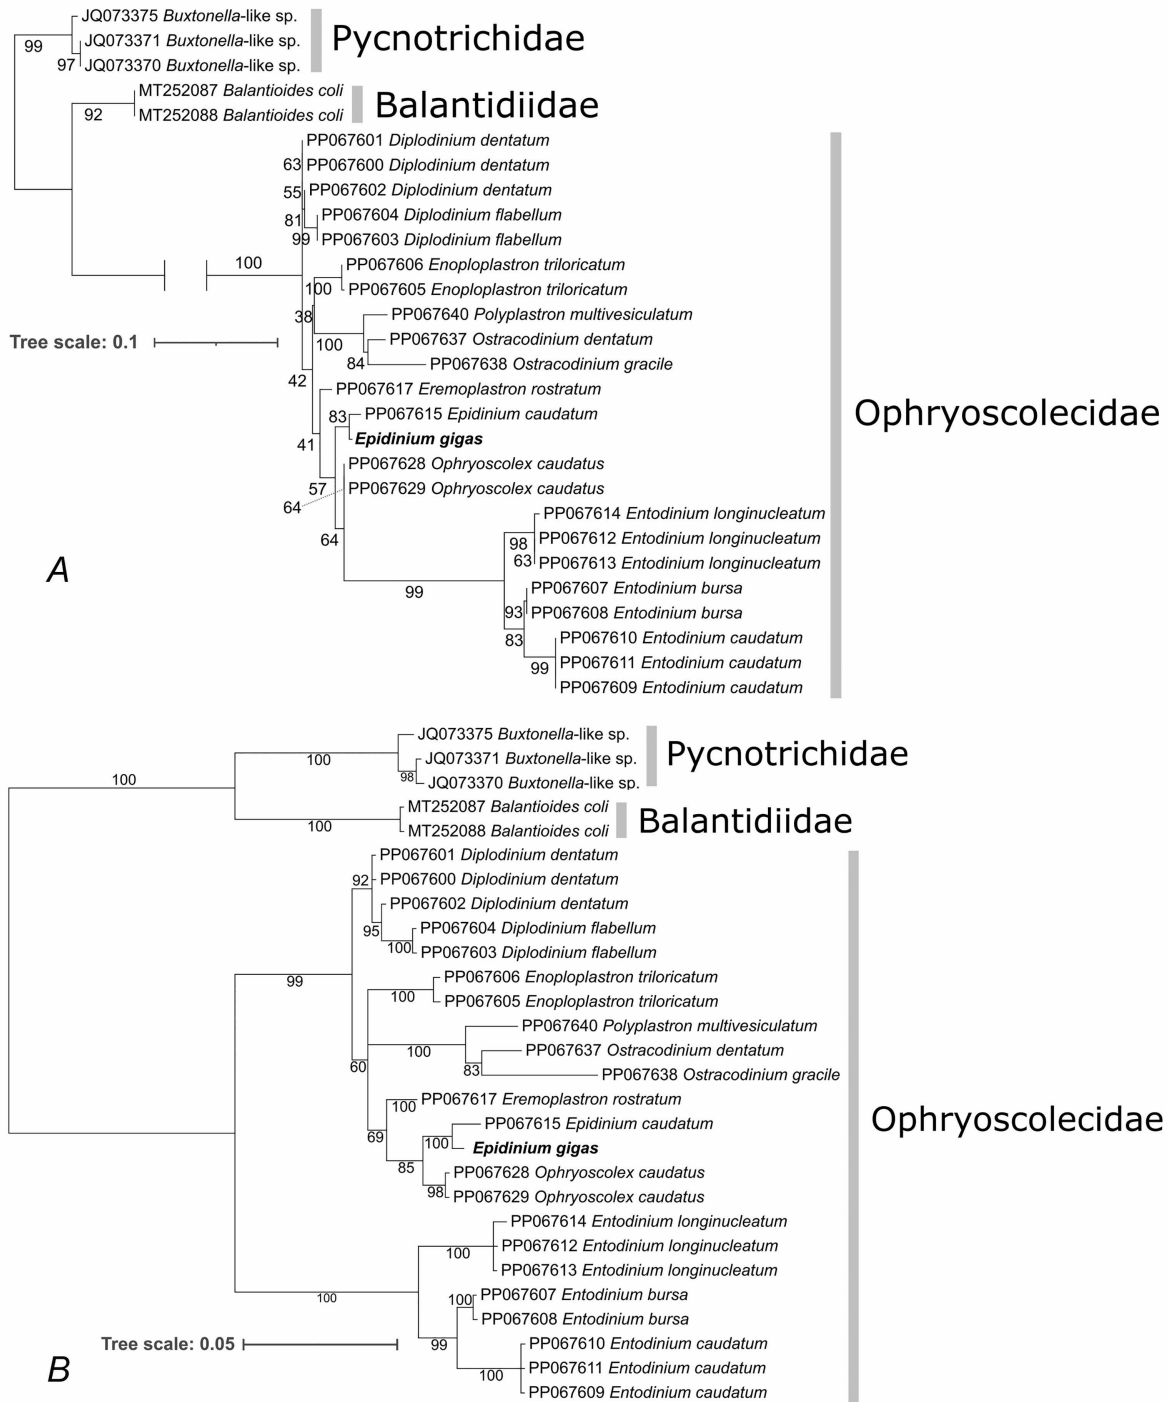 JQ073375 Buxtonella-like sp.
JQ073371 Buxtonella-like sp.
JQ073370 Buxtonella-like sp.
99
97
Pycnotrichidae
MT252087 Balantioides coli
MT252088 Balantioides coli
92
Balantidiidae
PP067601 Diplodinium dentatum
63 PP067600 Diplodinium dentatum
55 PP067602 Diplodinium dentatum
81 PP067604 Diplodinium flabellum
99 PP067603 Diplodinium flabellum
100
PP067606 Enoploplastron triloricatum
100 PP067605 Enoploplastron triloricatum
38 PP067640 Polyplastron multivesiculatum
100 PP067637 Ostracodinium dentatum
84 PP067638 Ostracodinium gracile
Tree scale: 0.1
42 PP067617 Eremoplastron rostratum
83 PP067615 Epidinium caudatum
41 Epidinium gigas
PP067628 Ophryoscolex caudatus
57 PP067629 Ophryoscolex caudatus
64
Ophryoscolecidae
PP067614 Entodinium longinucleatum
64 98 PP067612 Entodinium longinucleatum
63 PP067613 Entodinium longinucleatum
99 PP067607 Entodinium bursa
93 PP067608 Entodinium bursa
83 PP067610 Entodinium caudatum
99 PP067611 Entodinium caudatum
PP067609 Entodinium caudatum
A
JQ073375 Buxtonella-like sp.
100 JQ073371 Buxtonella-like sp.
98 JQ073370 Buxtonella-like sp.
Pycnotrichidae
100
MT252087 Balantioides coli
100 MT252088 Balantioides coli
Balantidiidae
PP067601 Diplodinium dentatum
92 PP067600 Diplodinium dentatum
PP067602 Diplodinium dentatum
95 PP067604 Diplodinium flabellum
100 PP067603 Diplodinium flabellum
99 PP067606 Enoploplastron triloricatum
100 PP067605 Enoploplastron triloricatum
PP067640 Polyplastron multivesiculatum
100 PP067637 Ostracodinium dentatum
60 83 PP067638 Ostracodinium gracile
100 PP067617 Eremoplastron rostratum
PP067615 Epidinium caudatum
69 100 Epidinium gigas
85 PP067628 Ophryoscolex caudatus
98 PP067629 Ophryoscolex caudatus
Ophryoscolecidae
PP067614 Entodinium longinucleatum
100 PP067612 Entodinium longinucleatum
PP067613 Entodinium longinucleatum
100 100 PP067607 Entodinium bursa
PP067608 Entodinium bursa
99 PP067610 Entodinium caudatum
100 PP067611 Entodinium caudatum
PP067609 Entodinium caudatum
Tree scale: 0.05
B